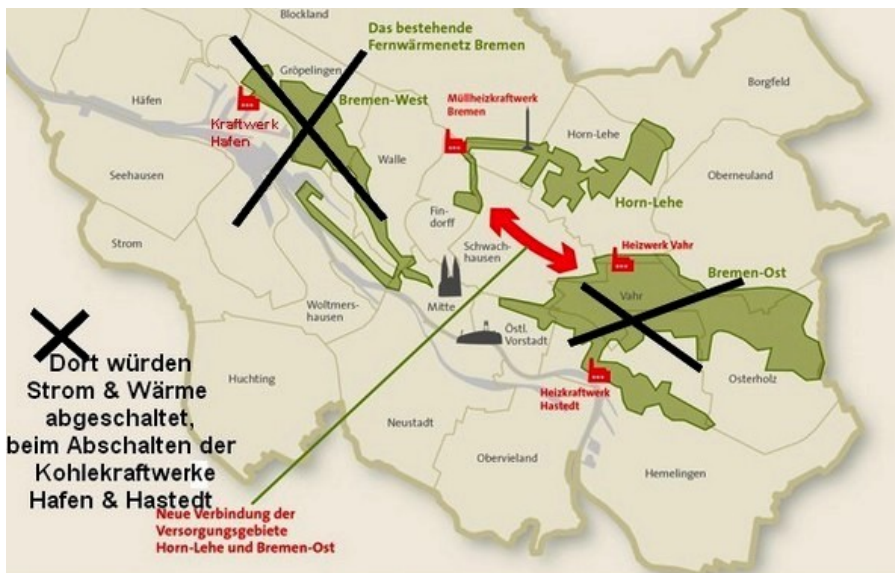 Blockland
Das bestehende
Fernwärmenetz Bremen
Gröpelingen
Borgfeld
Häfen
Bremen-West
Müllheizkraftwerk
Bremen
Horn-Lehe
Kraftwerk
Hafen
Walle
Seehausen
Oberneuland
Fin-
dorff
Horn-Lehe
Strom
Schwach-
hausen
Heizwerk Vahr
Bremen-Ost
Woltmers-
hausen
Mitte
Vahr
Östl.
Vorstadt
Dort würden
Strom & Wärme
abgeschaltet,
beim Abschalten der
Kohlekraftwerke
Hafen & Hastedt
Huchting
Osterholz
Heizkraftwerk
Hastedt
Neustadt
Obervieland
Hemelingen
Neue Verbindung der
Versorgungsgebiete
Horn-Lehe und Bremen-Ost